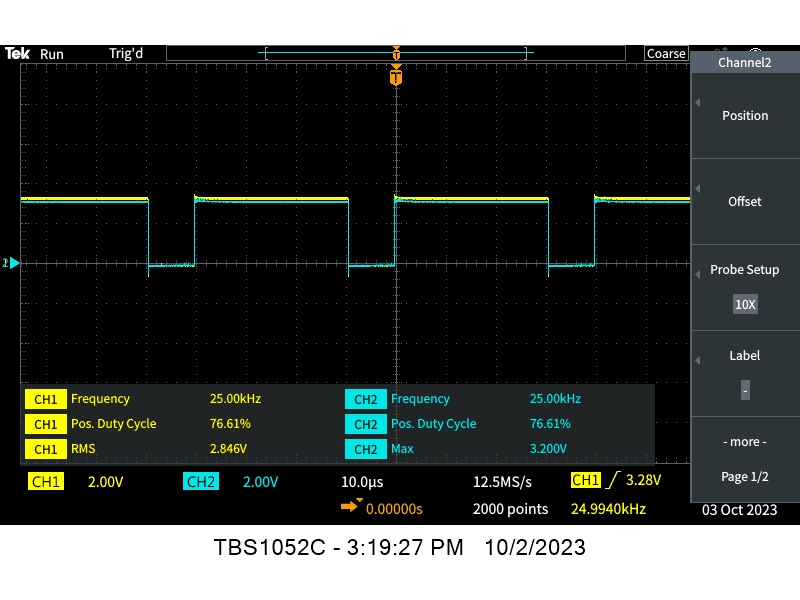 Tek Run Trig'd Coarse
Channel2
Position
Offset
Probe Setup
10X
Label
-
- more -
Page 1/2
T
T
2
CH1 Frequency 25.00kHz CH2 Frequency 25.00kHz
CH1 Pos. Duty Cycle 76.61% CH2 Pos. Duty Cycle 76.61%
CH1 RMS 2.846V CH2 Max 3.200V
CH1 2.00V CH2 2.00V 10.0µs 12.5MS/s CH1 3.28V
0.00000s 2000 points 24.9940kHz 03 Oct 2023
TBS1052C - 3:19:27 PM 10/2/2023